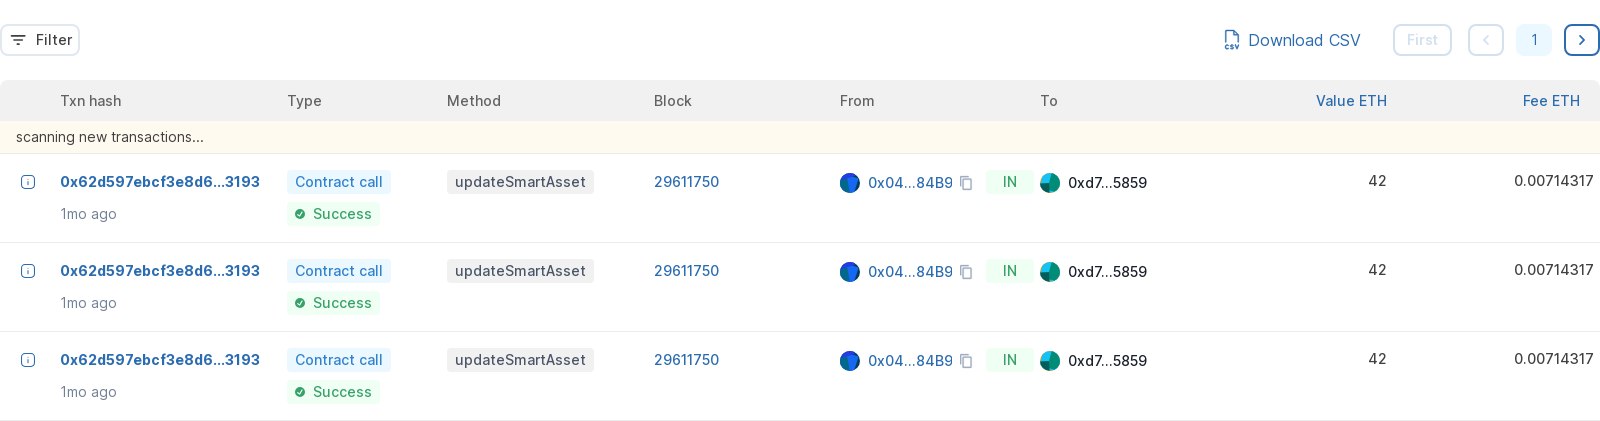 Filter Download CSV First 1
Txn hash Type Method Block From To Value ETH Fee ETH
scanning new transactions...
0x62d597ebcf3e8d6...3193 Contract call updateSmartAsset 29611750 0x04...84B9 IN 0xd7...5859 42 0.00714317
1mo ago Success
0x62d597ebcf3e8d6...3193 Contract call updateSmartAsset 29611750 0x04...84B9 IN 0xd7...5859 42 0.00714317
1mo ago Success
0x62d597ebcf3e8d6...3193 Contract call updateSmartAsset 29611750 0x04...84B9 IN 0xd7...5859 42 0.00714317
1mo ago Success